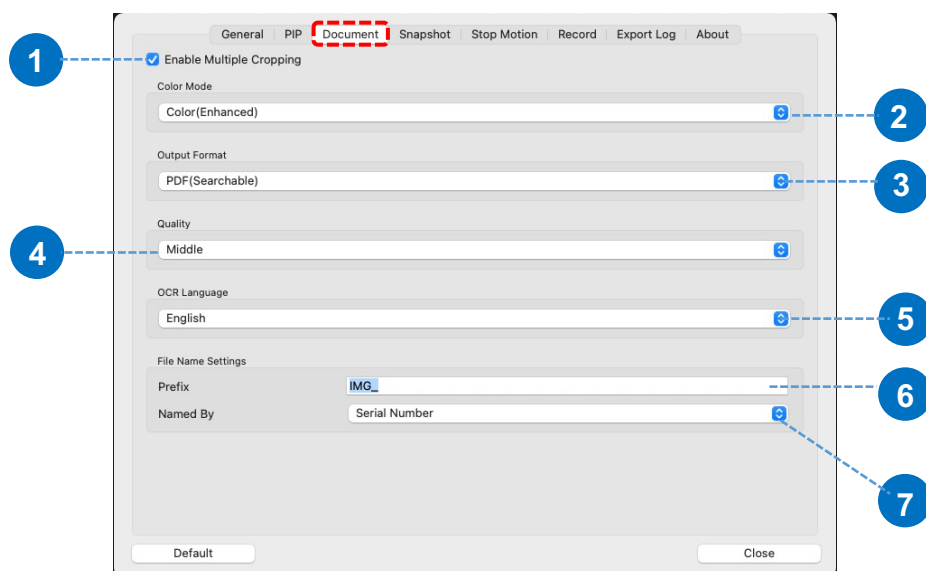 General PIP Document Snapshot Stop Motion Record Export Log About
1 Enable Multiple Cropping
Color Mode
Color(Enhanced) 2
Output Format
PDF(Searchable) 3
Quality
4 Middle
OCR Language
English 5
File Name Settings
Prefix IMG_ 6
Named By Serial Number
7
Default Close